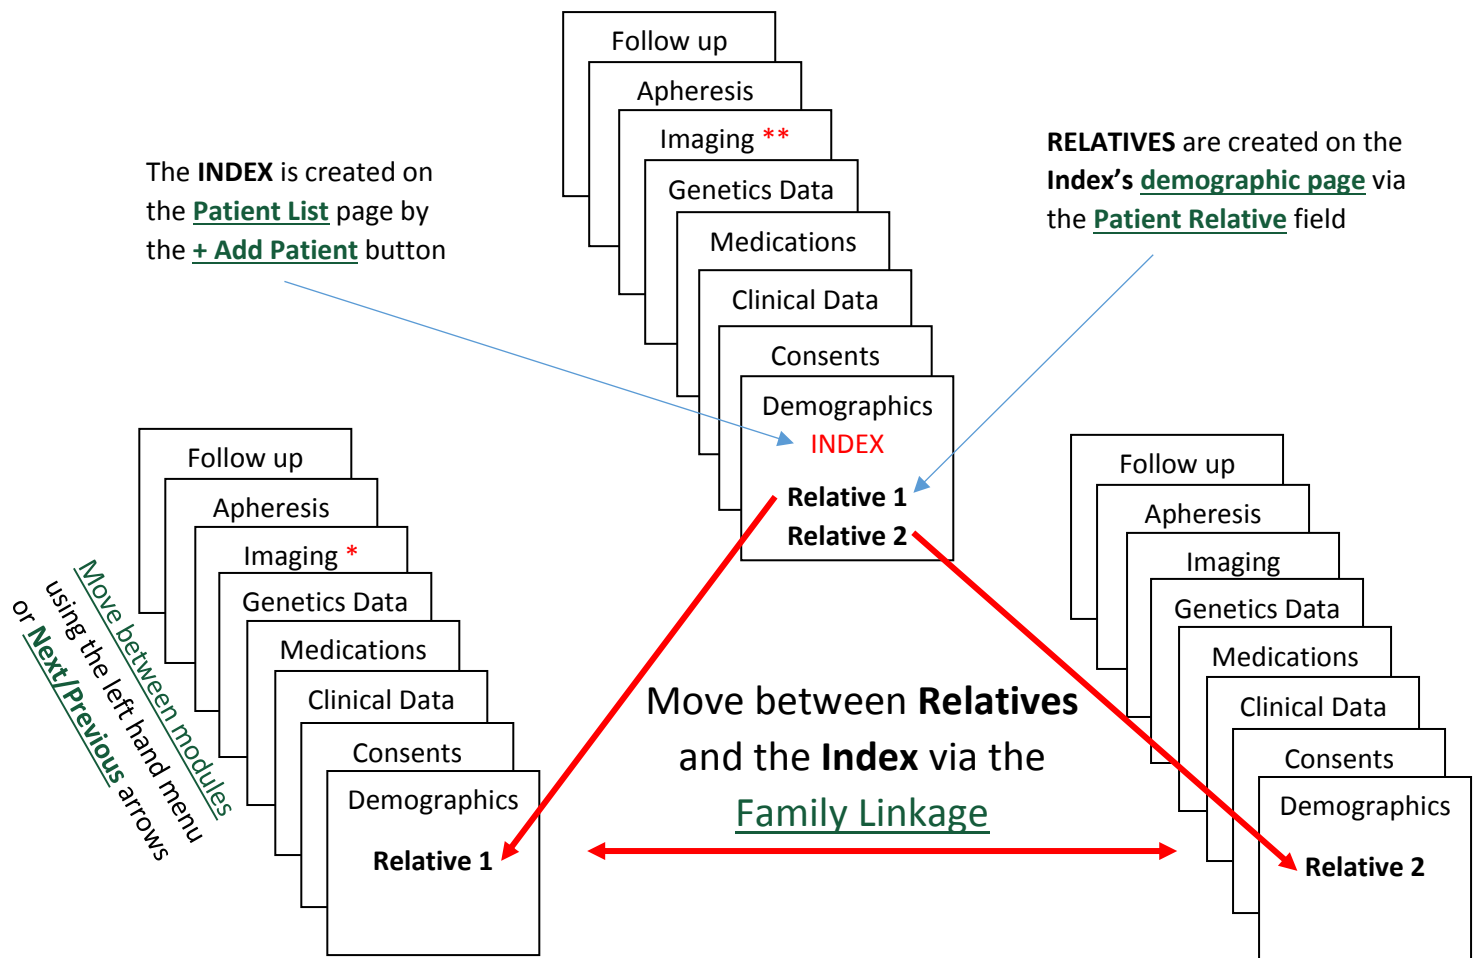 Follow up
Apheresis
Imaging **
Genetics Data
Medications
Clinical Data
Consents
Demographics
INDEX
Relative 1
Relative 2
The INDEX is created on
the Patient List page by
the + Add Patient button
RELATIVES are created on the
Index’s demographic page via
the Patient Relative field
Follow up
Apheresis
Imaging *
Genetics Data
Medications
Clinical Data
Consents
Demographics
Relative 1
Move between modules
using the left hand menu
or Next/Previous arrows
Move between Relatives
and the Index via the
Family Linkage
Follow up
Apheresis
Imaging
Genetics Data
Medications
Clinical Data
Consents
Demographics
Relative 2